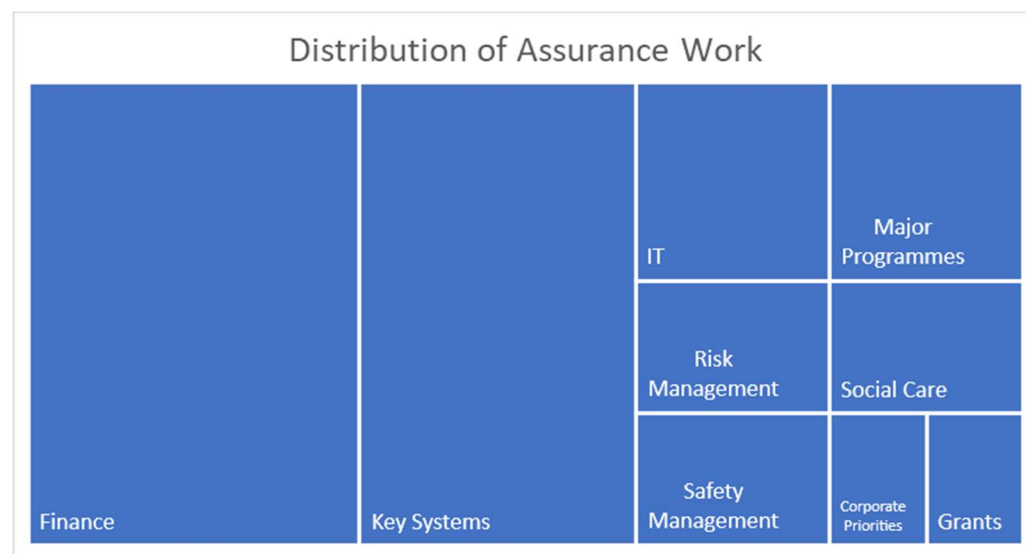 Distribution of Assurance Work
Finance
Key Systems
IT
Major
Programmes
Risk
Management
Social Care
Safety
Management
Corporate
Priorities
Grants